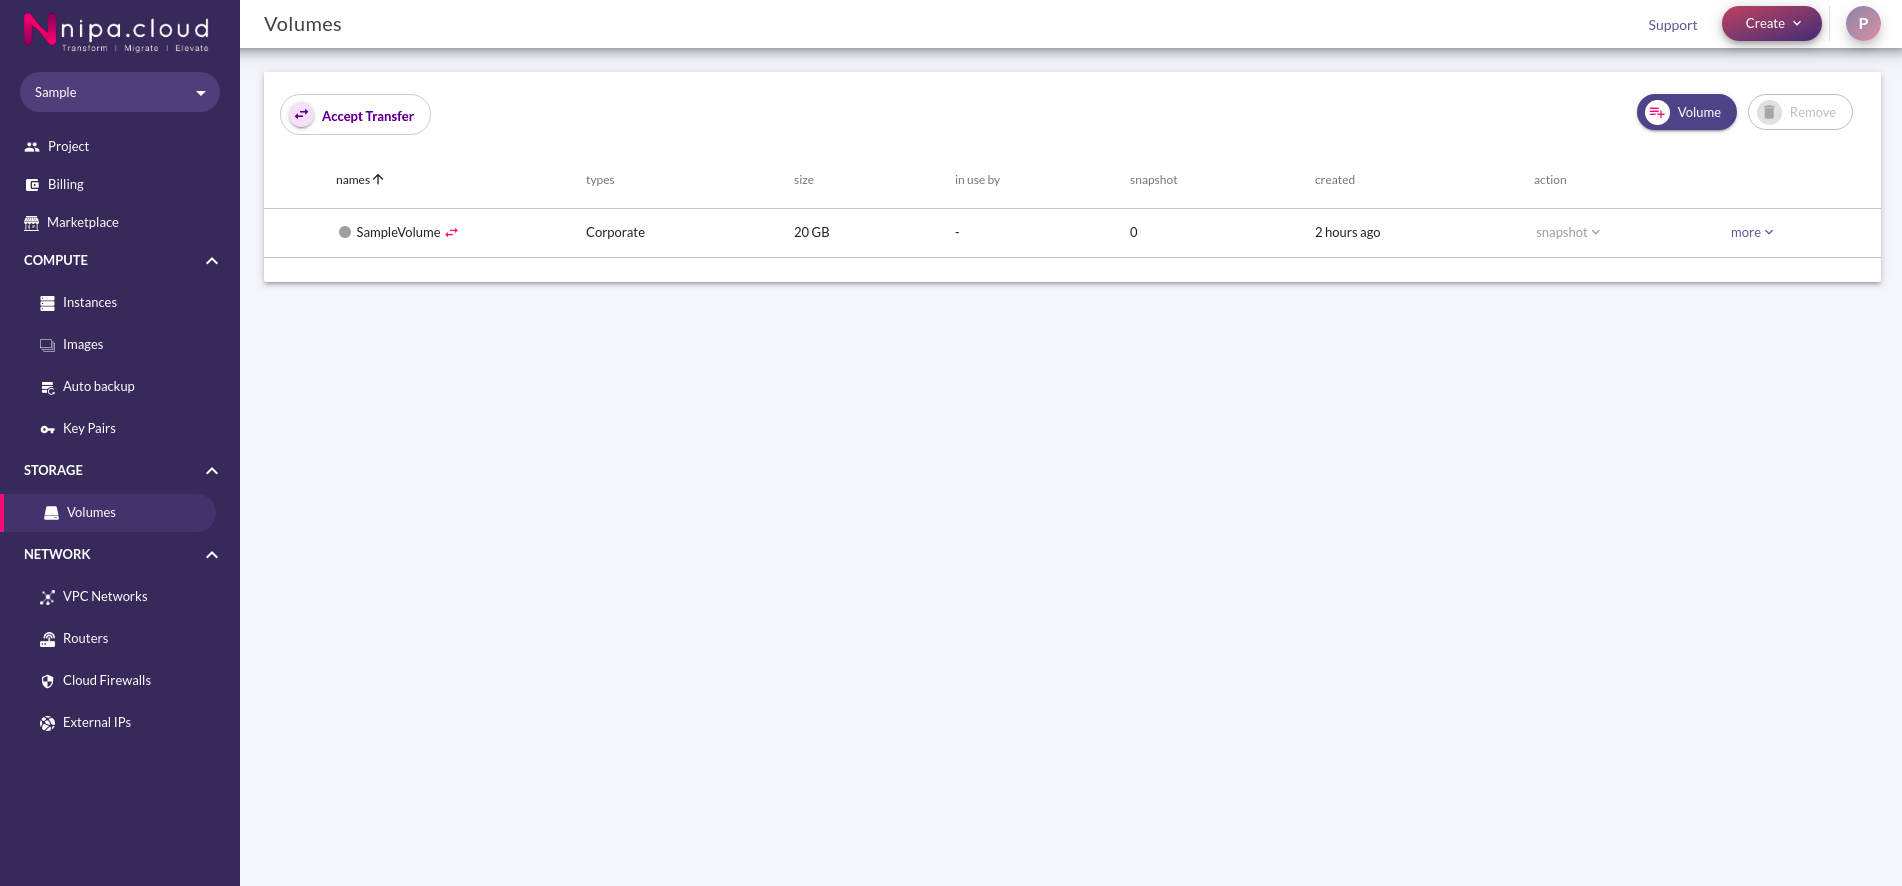 nipa.cloud
Transform | Migrate | Elevate
Volumes
Support
Create
P
Sample
Project
Billing
Marketplace
COMPUTE
Instances
Images
Auto backup
Key Pairs
STORAGE
Volumes
NETWORK
VPC Networks
Routers
Cloud Firewalls
External IPs
Accept Transfer
Volume
Remove
names types size in use by snapshot created action
SampleVolume Corporate 20 GB - 0 2 hours ago snapshot more